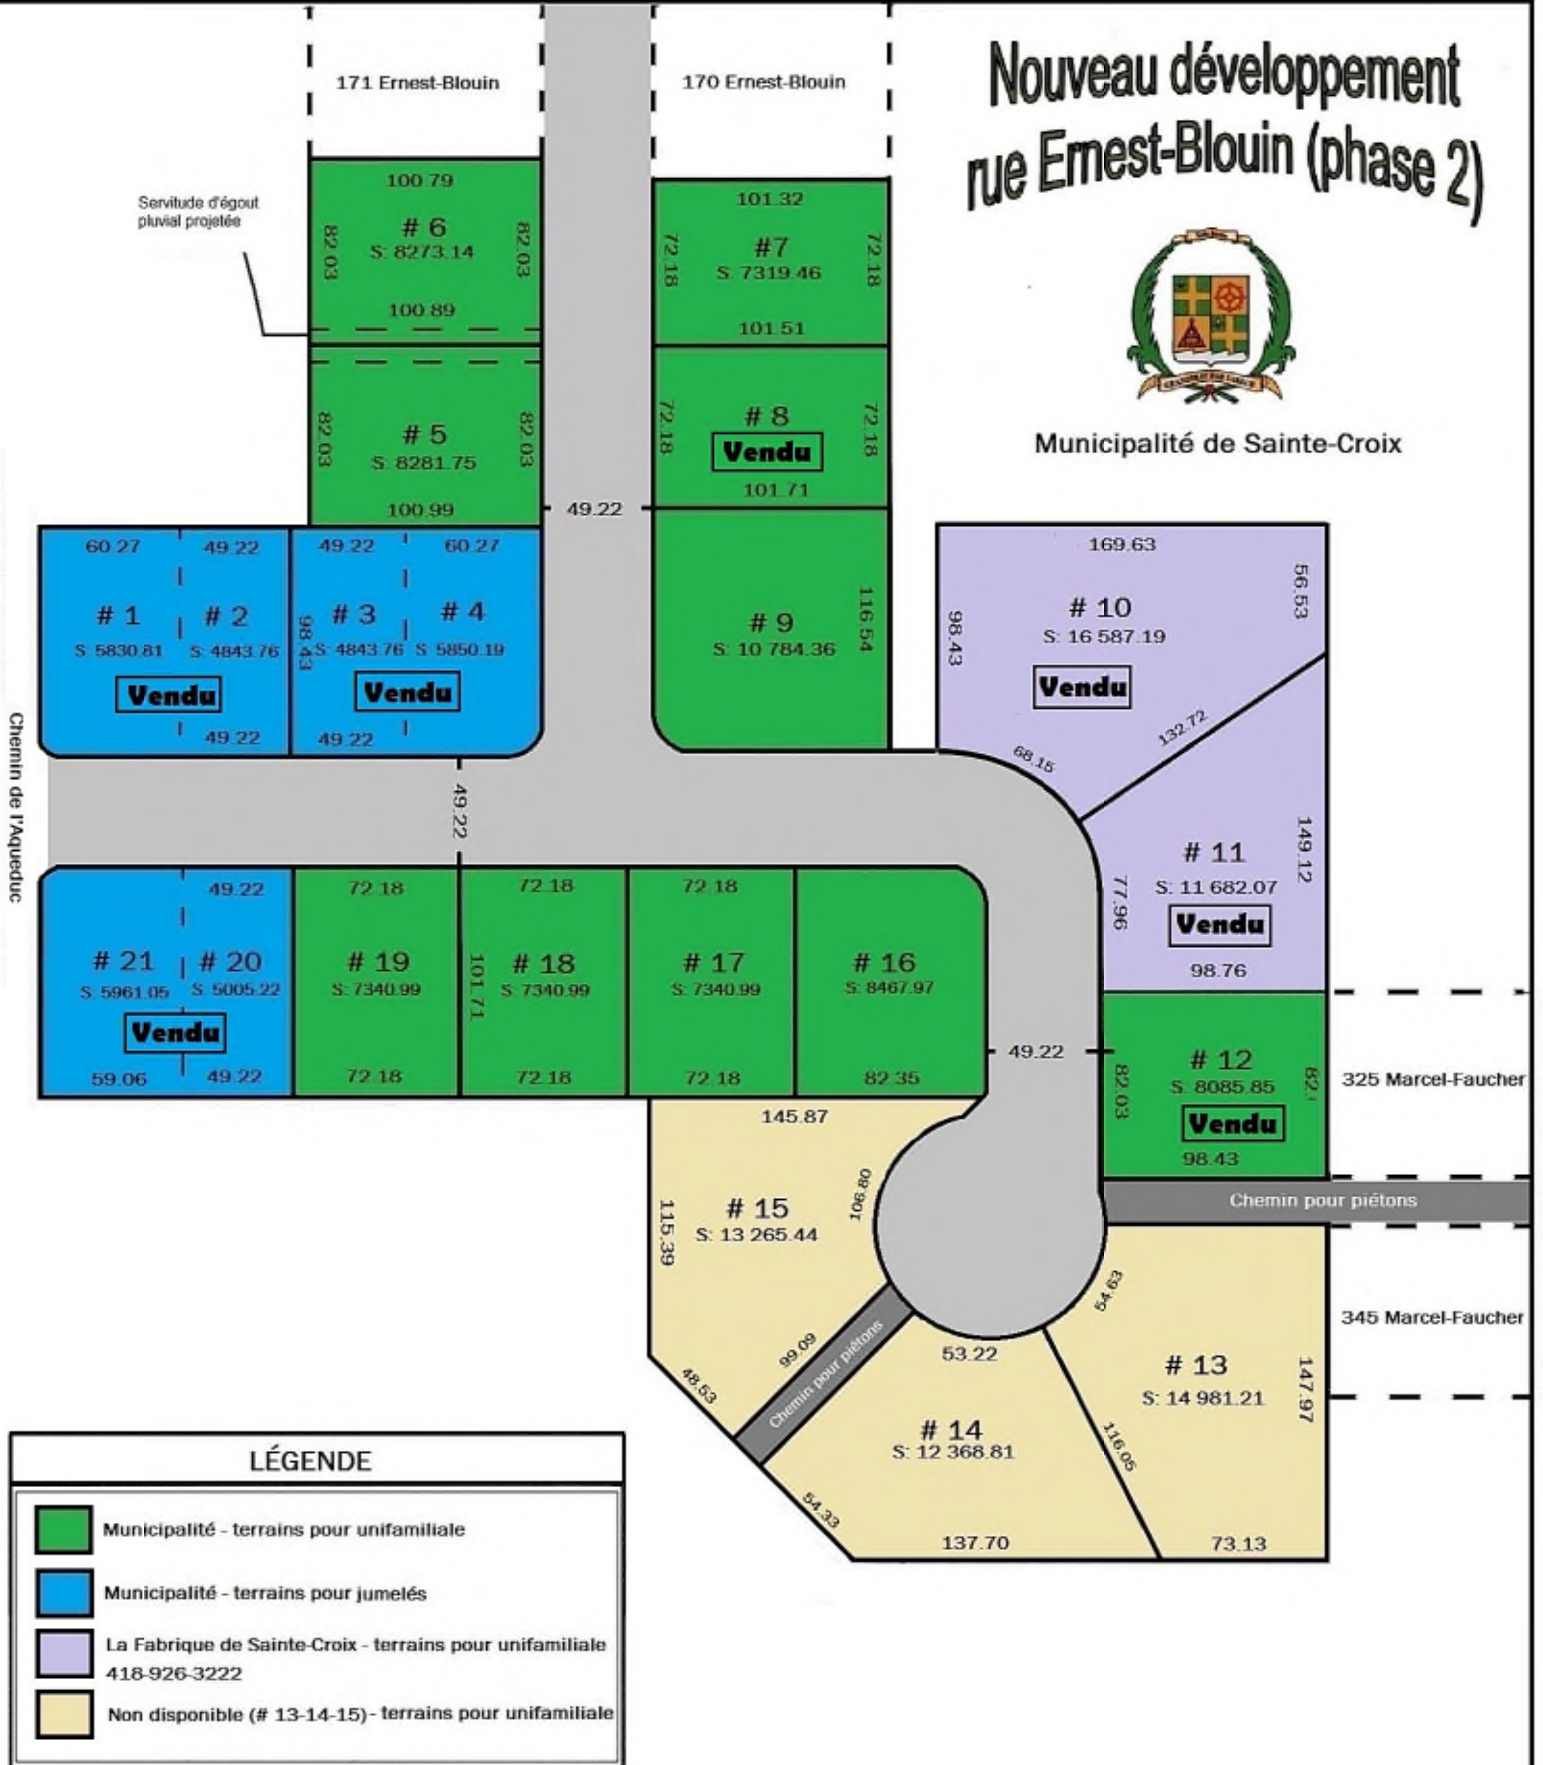 Nouveau développement
rue Ernest-Blouin (phase 2)
Municipalité de Sainte-Croix
171 Ernest-Blouin
170 Ernest-Blouin
Servitude d'égout
pluvial projetée
100.79
# 6
S: 8273.14
82.03
82.03
100.89
# 5
S: 8281.75
82.03
82.03
100.99
101.32
#7
S. 7319.46
72.18
72.18
101.51
# 8
Vendu
72.18
72.18
101.71
49.22
# 9
S: 10 784.36
116.54
60.27
49.22
49.22
60.27
# 1
# 2
# 3
# 4
S: 5830.81
S: 4843.76
98.43
S: 4843.76
S: 5850.19
Vendu
Vendu
49.22
49.22
169.63
# 10
S: 16 587.19
98.43
56.53
Vendu
132.72
68.15
Chemin de l'Aqueduc
49.22
# 11
S: 11 682.07
Vendu
149.12
77.96
98.76
49.22
72.18
72.18
72.18
# 21
# 20
# 19
# 18
# 17
# 16
S: 5961.05
S: 5005.22
S: 7340.99
101.71
S: 7340.99
S: 7340.99
S: 8467.97
Vendu
59.06
49.22
72.18
72.18
72.18
82.35
49.22
# 12
S. 8085.85
82.03
Vendu
98.43
325 Marcel-Faucher
Chemin pour piétons
345 Marcel-Faucher
145.87
# 15
S: 13 265.44
115.39
106.80
99.09
48.53
Chemin pour piétons
54.63
53.22
# 13
S: 14 981.21
147.97
# 14
S: 12 368.81
116.05
54.33
137.70
73.13
LÉGENDE
Municipalité - terrains pour unifamiliale
Municipalité - terrains pour jumelés
La Fabrique de Sainte-Croix - terrains pour unifamiliale
418-926-3222
Non disponible (# 13-14-15) - terrains pour unifamiliale